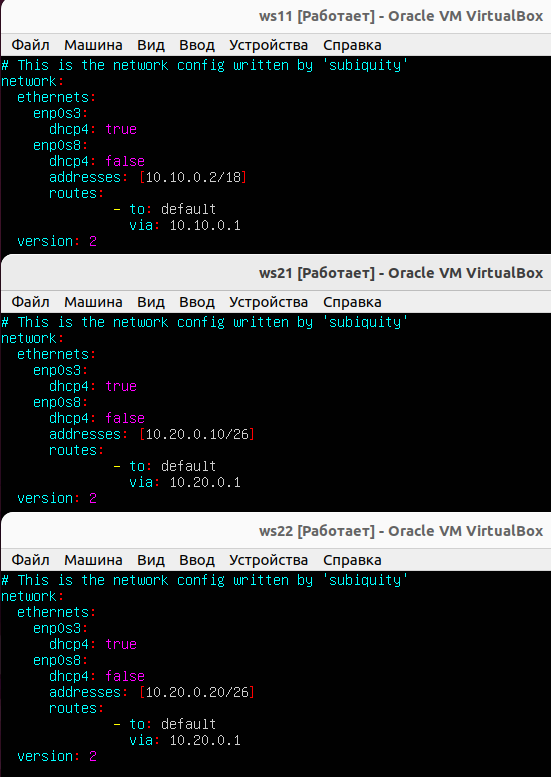 ws11 [Работает] - Oracle VM VirtualBox
Файл Машина Вид Ввод Устройства Справка
# This is the network config written by 'subiquity'
network:
  ethernets:
    enp0s3:
      dhcp4: true
    enp0s8:
      dhcp4: false
      addresses: [10.10.0.2/18]
      routes:
              - to: default
                via: 10.10.0.1
  version: 2
ws21 [Работает] - Oracle VM VirtualBox
Файл Машина Вид Ввод Устройства Справка
# This is the network config written by 'subiquity'
network:
  ethernets:
    enp0s3:
      dhcp4: true
    enp0s8:
      dhcp4: false
      addresses: [10.20.0.10/26]
      routes:
              - to: default
                via: 10.20.0.1
  version: 2
ws22 [Работает] - Oracle VM VirtualBox
Файл Машина Вид Ввод Устройства Справка
# This is the network config written by 'subiquity'
network:
  ethernets:
    enp0s3:
      dhcp4: true
    enp0s8:
      dhcp4: false
      addresses: [10.20.0.20/26]
      routes:
              - to: default
                via: 10.20.0.1
  version: 2